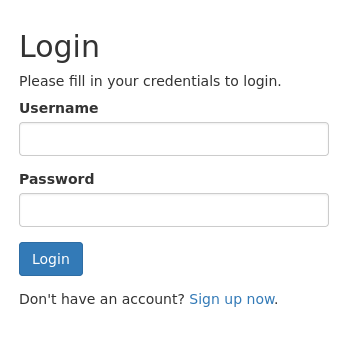 Login
Please fill in your credentials to login.
Username
Password
Login
Don't have an account? Sign up now.